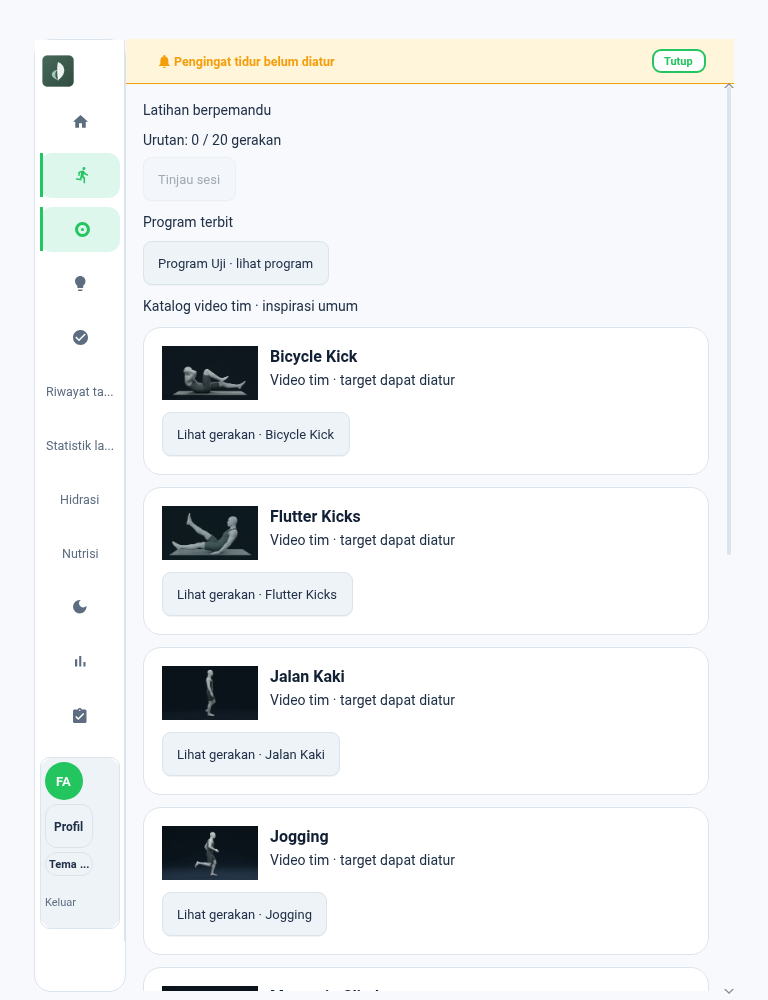 Pengingat tidur belum diatur
Tutup
Latihan berpemandu
Urutan: 0 / 20 gerakan
Tinjau sesi
Program terbit
Program Uji · lihat program
Katalog video tim · inspirasi umum
Bicycle Kick
Video tim · target dapat diatur
Lihat gerakan · Bicycle Kick
Flutter Kicks
Video tim · target dapat diatur
Lihat gerakan · Flutter Kicks
Jalan Kaki
Video tim · target dapat diatur
Lihat gerakan · Jalan Kaki
Jogging
Video tim · target dapat diatur
Lihat gerakan · Jogging
Riwayat ta...
Statistik la...
Hidrasi
Nutrisi
FA
Profil
Tema ...
Keluar